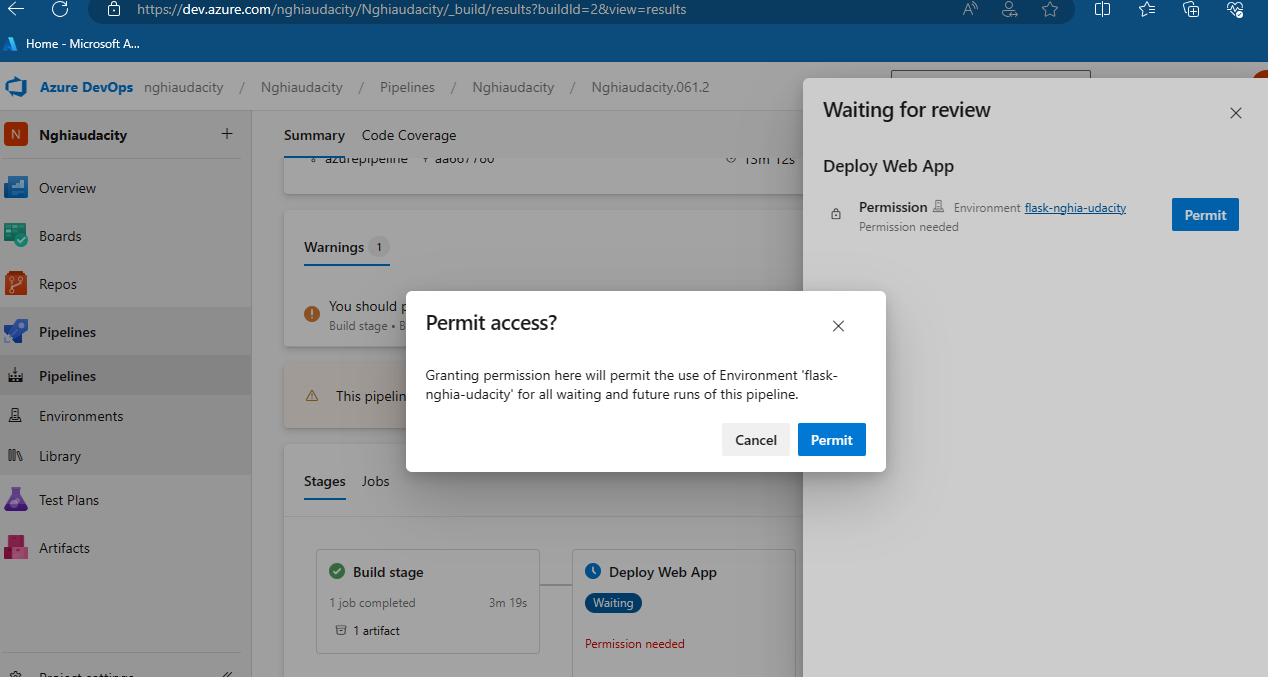 https://dev.azure.com/nghiaudacity/Nghiaudacity/_build/results?buildId=2&view=results
Home - Microsoft A...
Azure DevOps nghiaudacity / Nghiaudacity / Pipelines / Nghiaudacity / Nghiaudacity.061.2
N Nghiaudacity +
Overview
Boards
Repos
Pipelines
Pipelines
Environments
Library
Test Plans
Artifacts
Project settings
Summary Code Coverage
azurepipeline aa667760 13m 12s
Warnings 1
You should p
Build stage • B
This pipelin
Stages Jobs
Build stage
1 job completed 3m 19s
1 artifact
Deploy Web App
Waiting
Permission needed
Waiting for review
Deploy Web App
Permission Environment flask-nghia-udacity
Permission needed
Permit
Permit access?
Granting permission here will permit the use of Environment 'flask-
nghia-udacity' for all waiting and future runs of this pipeline.
Cancel Permit